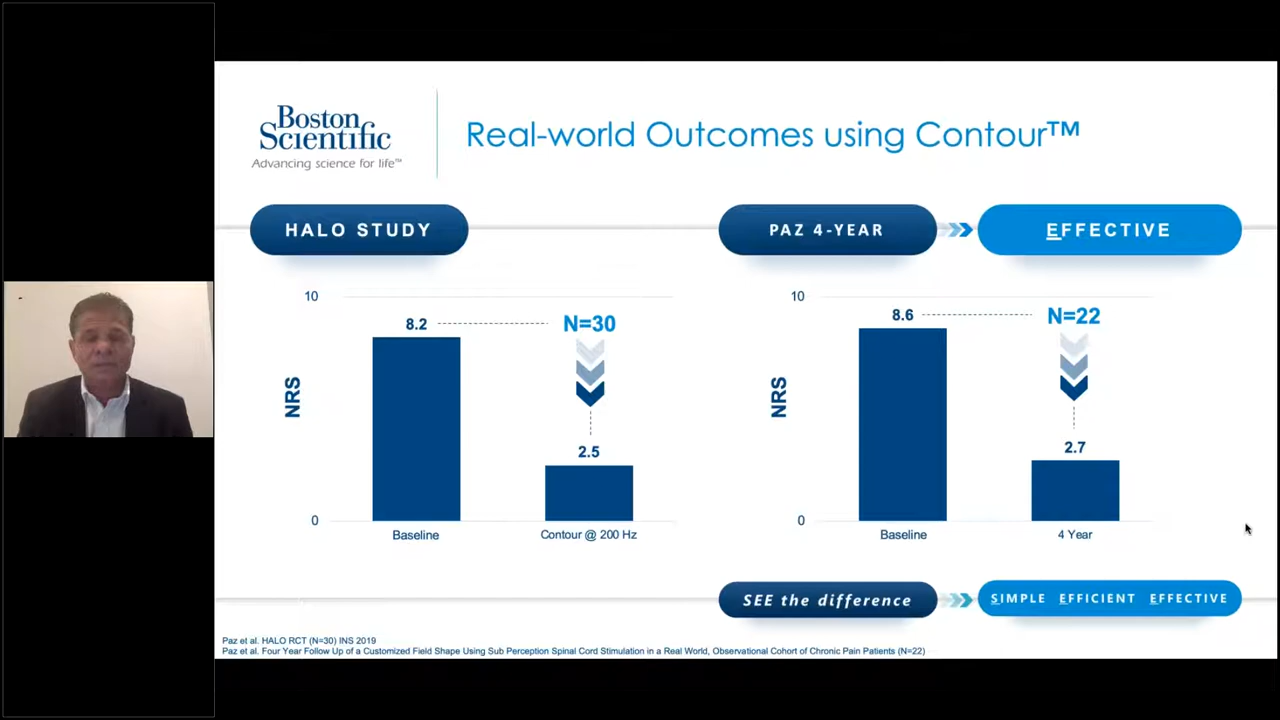 Boston
Scientific
Advancing science for life™
Real-world Outcomes using Contour™
HALO STUDY
PAZ 4-YEAR
EFFECTIVE
10
8.2
N=30
NRS
2.5
0
Baseline
Contour @ 200 Hz
10
8.6
N=22
NRS
2.7
0
Baseline
4 Year
SEE the difference
SIMPLE EFFICIENT EFFECTIVE
Paz et al. HALO RCT (N=30) INS 2019
Paz et al. Four Year Follow Up of a Customized Field Shape Using Sub Perception Spinal Cord Stimulation in a Real World, Observational Cohort of Chronic Pain Patients (N=22)